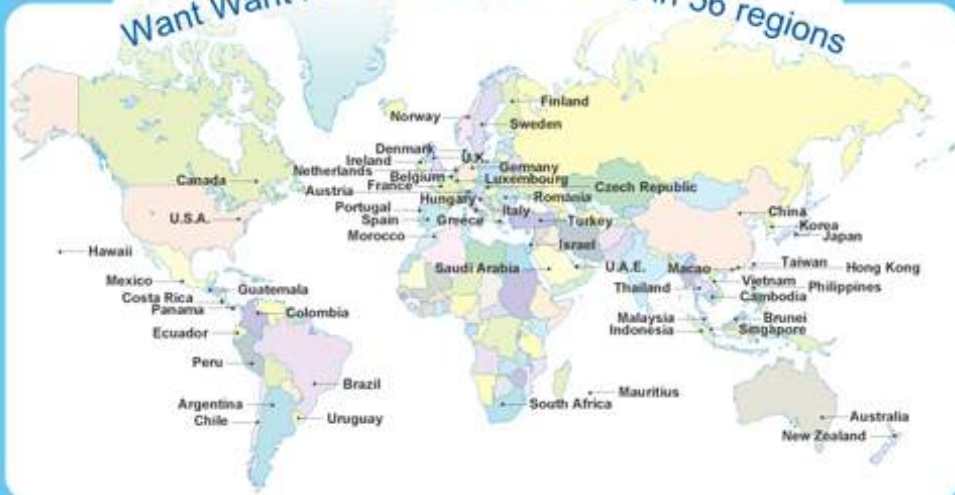 Want Want
in 56 regions
Finland
Norway
Sweden
Denmark
U.K.
Ireland
Netherlands
Germany
Belgium
Luxembourg
Canada
Austria
France
Czech Republic
Hungary
Romania
Portugal
Italy
China
U.S.A.
Spain
Greece
Turkey
Korea
Morocco
Japan
Hawaii
Israel
Saudi Arabia
U.A.E.
Macao
Taiwan
Hong Kong
Mexico
Guatemala
Thailand
Vietnam
Philippines
Costa Rica
Cambodia
Panama
Colombia
Malaysia
Brunei
Ecuador
Indonesia
Singapore
Peru
Brazil
Mauritius
Argentina
South Africa
Chile
Uruguay
Australia
New Zealand